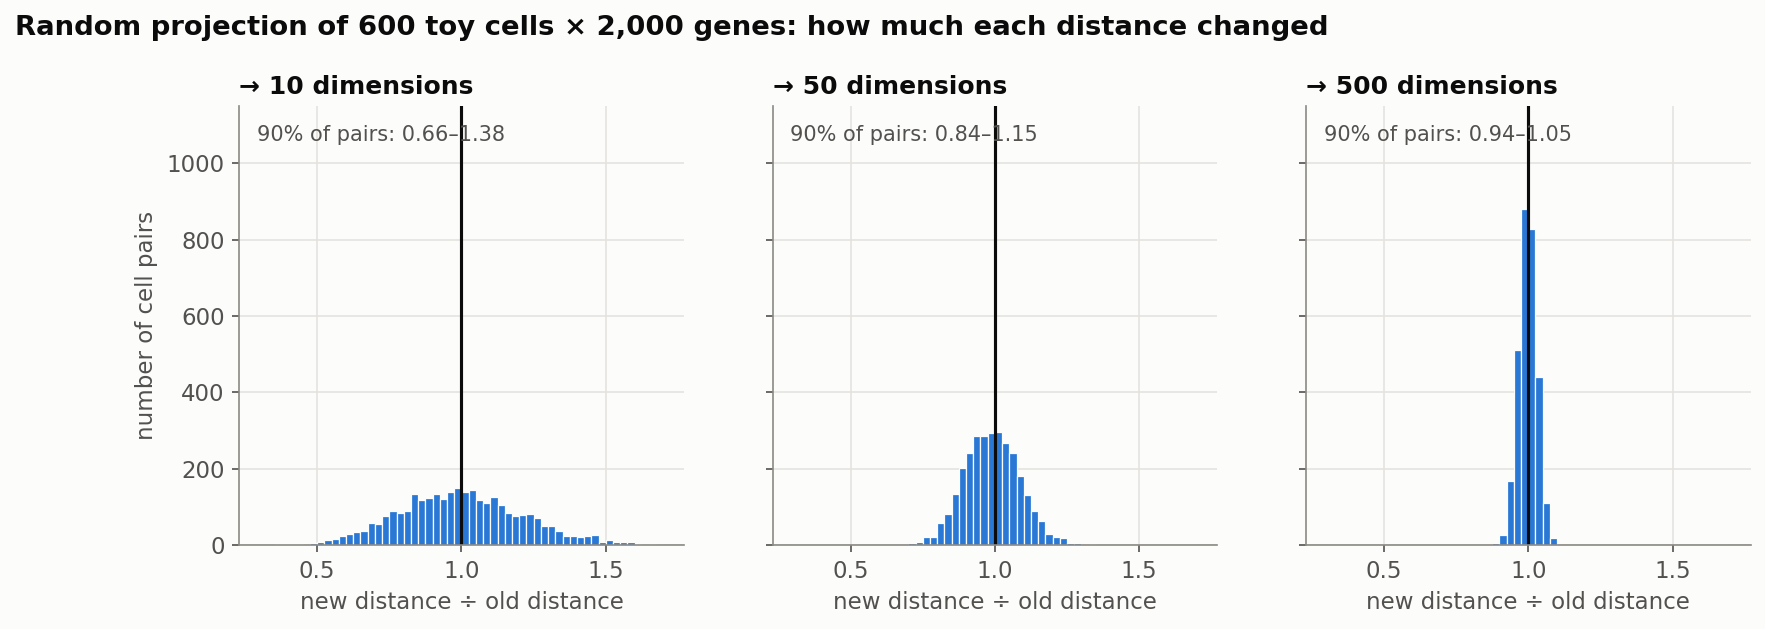 Random projection of 600 toy cells × 2,000 genes: how much each distance changed
→ 10 dimensions
90% of pairs: 0.66–1.38
number of cell pairs
1000
800
600
400
200
0
0.5 1.0 1.5
new distance ÷ old distance
→ 50 dimensions
90% of pairs: 0.84–1.15
0.5 1.0 1.5
new distance ÷ old distance
→ 500 dimensions
90% of pairs: 0.94–1.05
0.5 1.0 1.5
new distance ÷ old distance